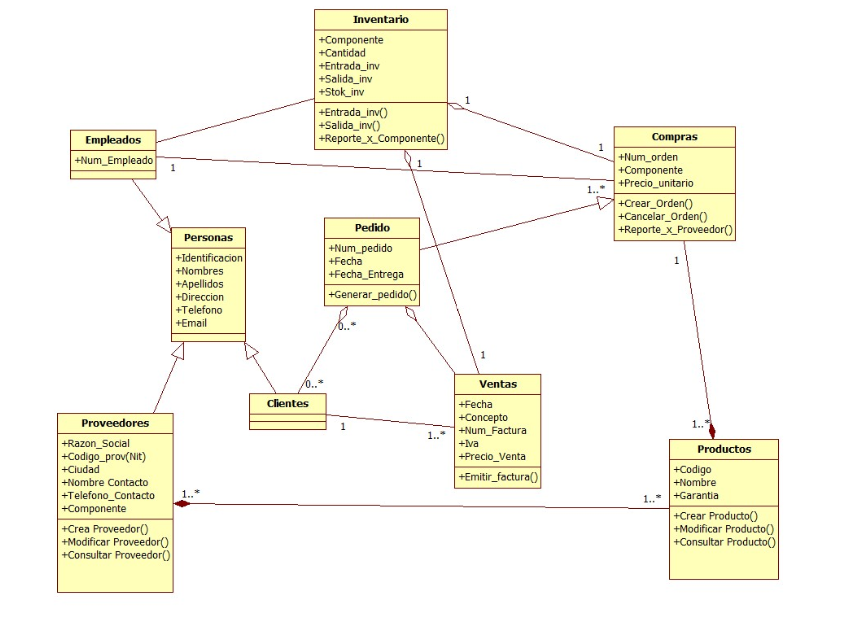 Inventario
+Componente
+Cantidad
+Entrada_inv
+Salida_inv
+Stok_inv
+Entrada_inv()
+Salida_inv()
+Reporte_x_Componente()
1
1
1
Empleados
+Num_Empleado
1
Compras
+Num_orden
+Componente
+Precio_unitario
+Crear_Orden()
+Cancelar_Orden()
+Reporte_x_Proveedor()
1..*
1
Personas
+Identificacion
+Nombres
+Apellidos
+Direccion
+Telefono
+Email
Pedido
+Num_pedido
+Fecha
+Fecha_Entrega
+Generar_pedido()
0..*
0..*
1
Clientes
1
1..*
Ventas
+Fecha
+Concepto
+Num_Factura
+Iva
+Precio_Venta
+Emitir_factura()
Proveedores
+Razon_Social
+Codigo_prov(Nit)
+Ciudad
+Nombre Contacto
+Telefono_Contacto
+Componente
+Crea Proveedor()
+Modificar Proveedor()
+Consultar Proveedor()
1..*
1..*
1..*
Productos
+Codigo
+Nombre
+Garantia
+Crear Producto()
+Modificar Producto()
+Consultar Producto()